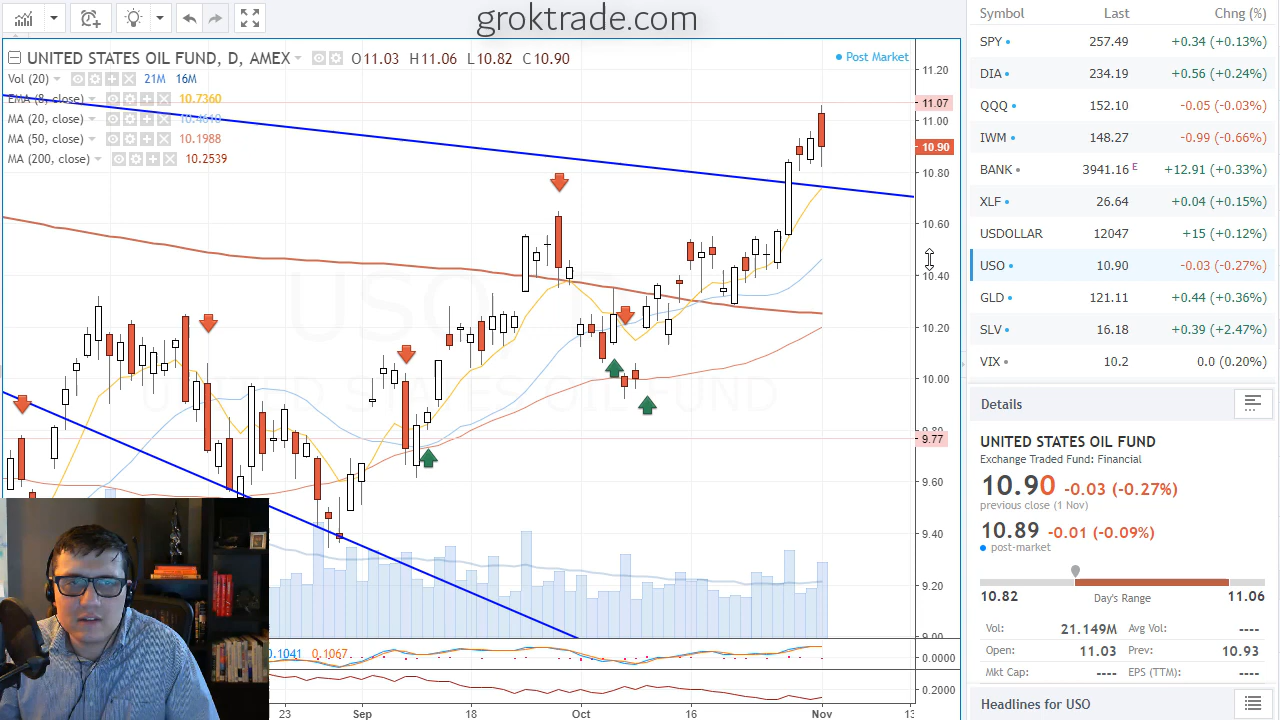 groktrade.com
UNITED STATES OIL FUND, D, AMEX O11.03 H11.06 L10.82 C10.90
Post Market
Vol (20) 21M 16M
EMA (8, close) 10.7360
MA (20, close) 10.4610
MA (50, close) 10.1988
MA (200, close) 10.2539
USO, D
UNITED STATES OIL FUND
11.20
11.07
11.00
10.90
10.80
10.60
10.40
10.20
10.00
9.80
9.77
9.60
9.40
9.20
9.00
0.1041 0.1067
0.0000
0.2000
23 Sep 18 Oct 16 Nov 13
Symbol Last Chng (%)
SPY 257.49 +0.34 (+0.13%)
DIA 234.19 +0.56 (+0.24%)
QQQ 152.10 -0.05 (-0.03%)
IWM 148.27 -0.99 (-0.66%)
BANK 3941.16 E +12.91 (+0.33%)
XLF 26.64 +0.04 (+0.15%)
USDOLLAR 12047 +15 (+0.12%)
USO 10.90 -0.03 (-0.27%)
GLD 121.11 +0.44 (+0.36%)
SLV 16.18 +0.39 (+2.47%)
VIX 10.2 0.0 (0.20%)
Details
UNITED STATES OIL FUND
Exchange Traded Fund: Financial
10.90 -0.03 (-0.27%)
previous close (1 Nov)
10.89 -0.01 (-0.09%)
post-market
10.82 Day's Range 11.06
Vol: 21.149M Avg Vol: ----
Open: 11.03 Prev: 10.93
Mkt Cap: ---- EPS (TTM): ----
Headlines for USO